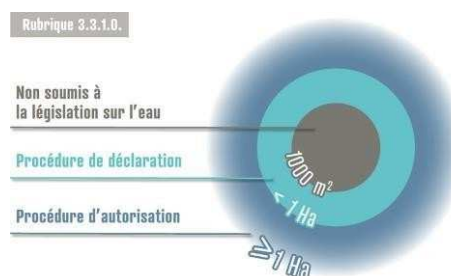 Rubrique 3.3.1.0.
Non soumis à
la législation sur l'eau
Procédure de déclaration
Procédure d'autorisation
1000 m²
< 1 Ha
≥ 1 Ha